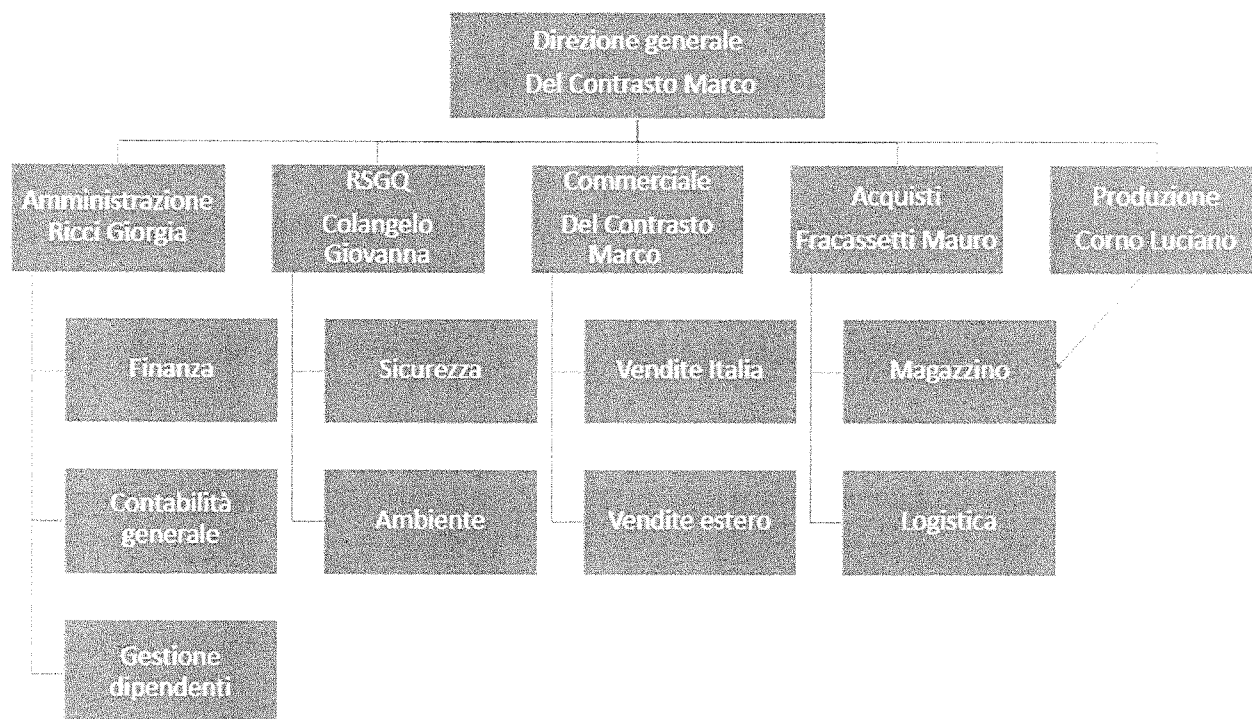 Direzione generale
Del Contrasto Marco
Amministrazione
Ricci Giorgia
RSGQ
Colangelo
Giovanna
Commerciale
Del Contrasto
Marco
Acquisti
Fracassetti Mauro
Produzione
Corno Luciano
Finanza
Sicurezza
Vendite Italia
Magazzino
Contabilità
generale
Ambiente
Vendite estero
Logistica
Gestione
dipendenti